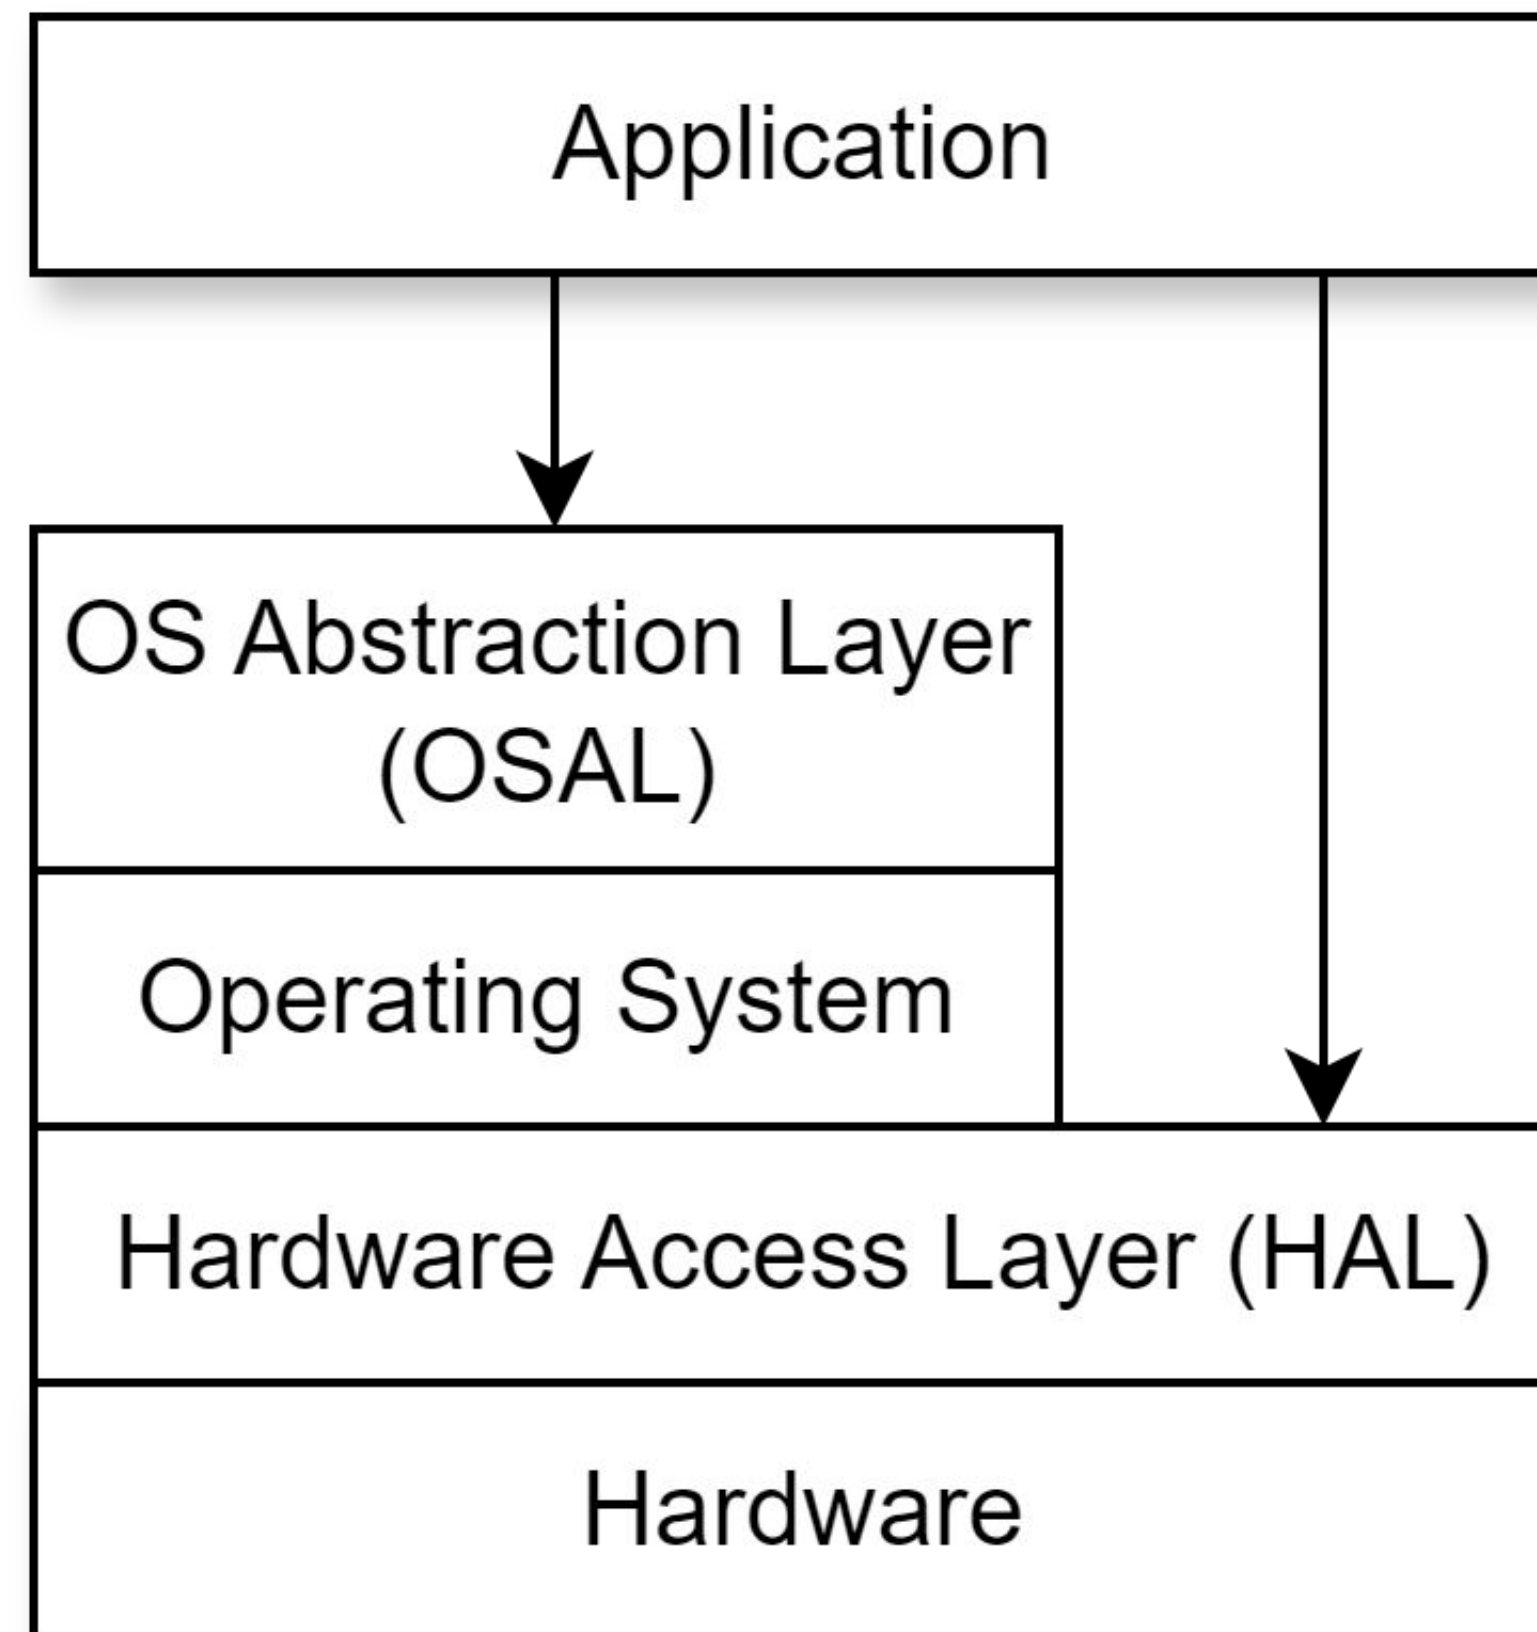 Application
OS Abstraction Layer
(OSAL)
Operating System
Hardware Access Layer (HAL)
Hardware